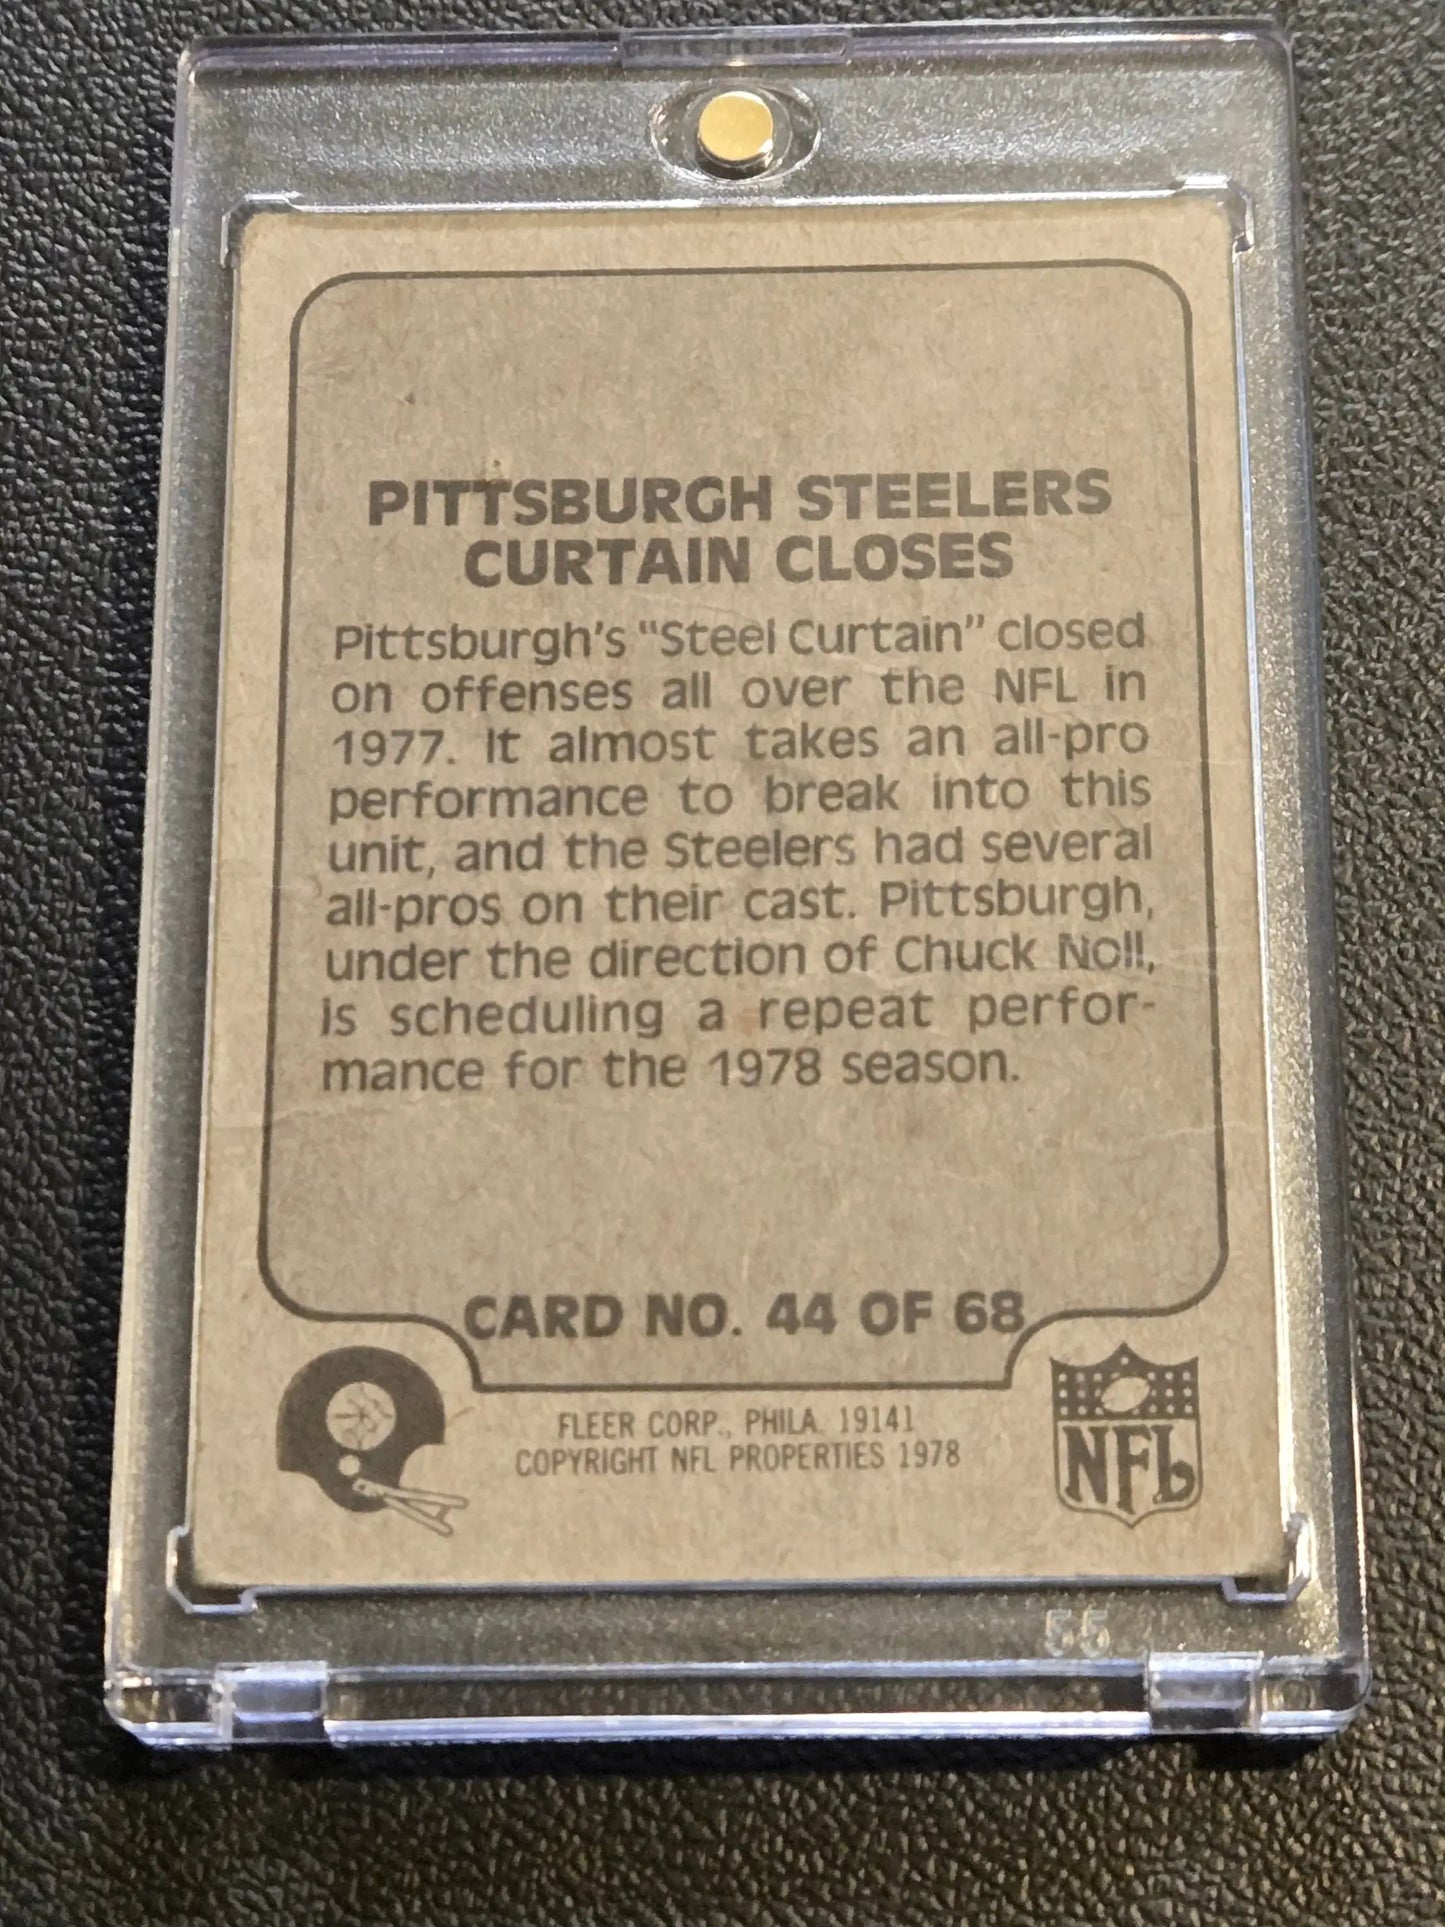 PITTSBURGH STEELERS
CURTAIN CLOSES
Pittsburgh's "Steel Curtain" closed
on offenses all over the NFL in
1977. It almost takes an all-pro
performance to break into this
unit, and the Steelers had several
all-pros on their cast. Pittsburgh,
under the direction of Chuck Noll,
is scheduling a repeat perfor-
mance for the 1978 season.
CARD NO. 44 OF 68
FLEER CORP., PHILA. 19141
COPYRIGHT NFL PROPERTIES 1978
NFL
55